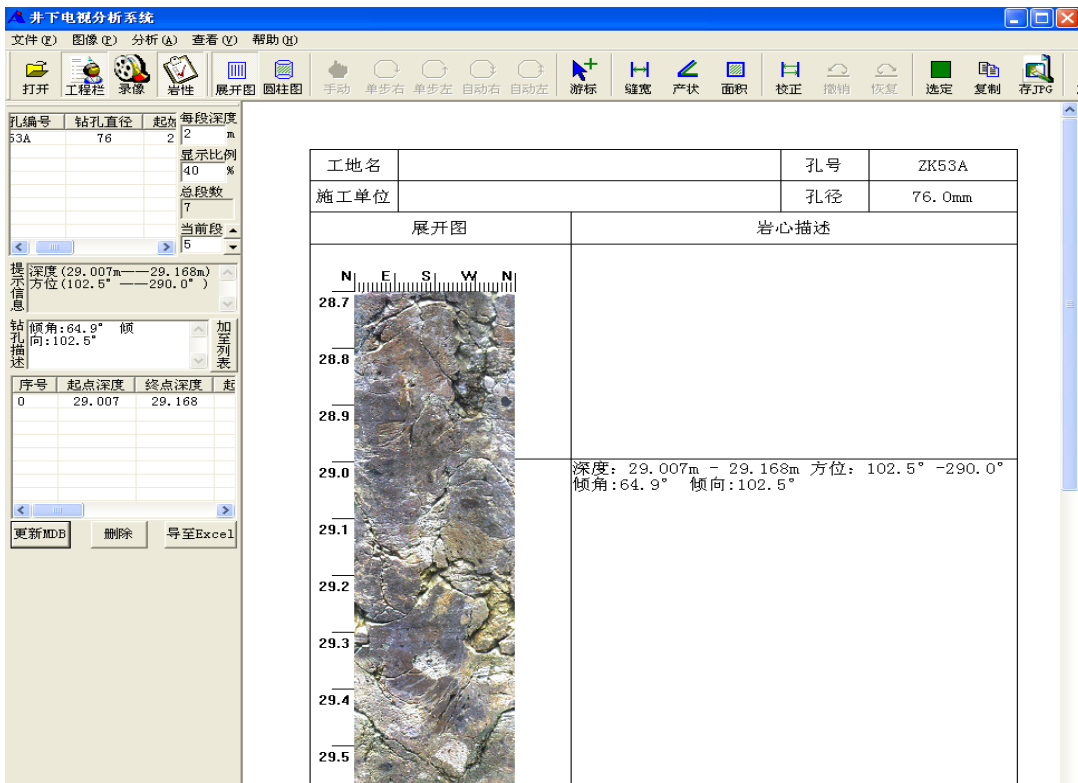 井下电视分析系统
文件(F) 图像(P) 分析(A) 查看(V) 帮助(H)
打开 工程栏 录像 岩性 展开图 圆柱图 手动 单步右 单步左 自动右 自动左 游标 缝宽 产状 面积 校正 撤销 恢复 选定 复制 存JPG
孔编号 钻孔直径 起始
53A 76 2
每段深度
2 m
显示比例
40 %
总段数
7
当前段
5
提示信息
深度(29.007m——29.168m)
方位(102.5° ——290.0° )
钻孔描述
倾角:64.9° 倾
向:102.5°
加至列表
序号 起点深度 终点深度 起
0 29.007 29.168
更新MDB 删除 导至Excel
工地名 孔号 ZK53A
施工单位 孔径 76.0mm
展开图 岩心描述
N E S W N
28.7
28.8
28.9
29.0
深度: 29.007m - 29.168m 方位: 102.5° -290.0°
倾角:64.9° 倾向:102.5°
29.1
29.2
29.3
29.4
29.5